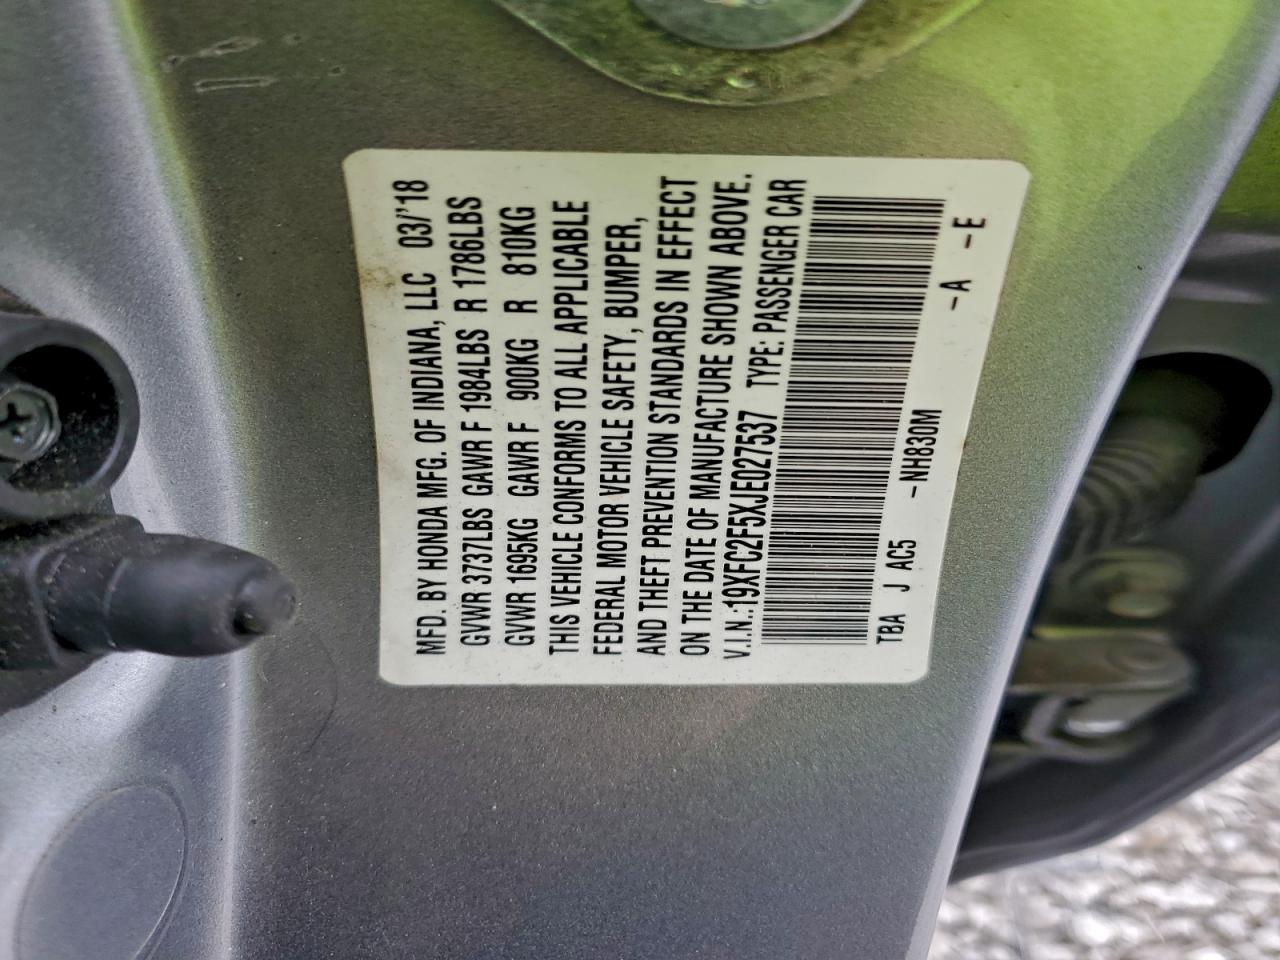 MFD. BY HONDA MFG. OF INDIANA, LLC 03/'18
GVWR 3737LBS GAWR F 1984LBS R 1786LBS
GVWR 1695KG GAWR F 900KG R 810KG
THIS VEHICLE CONFORMS TO ALL APPLICABLE
FEDERAL MOTOR VEHICLE SAFETY, BUMPER,
AND THEFT PREVENTION STANDARDS IN EFFECT
ON THE DATE OF MANUFACTURE SHOWN ABOVE.
V.I.N.:19XFC2F5XJE027537 TYPE: PASSENGER CAR
TBA J AC5 -NH830M -A -E